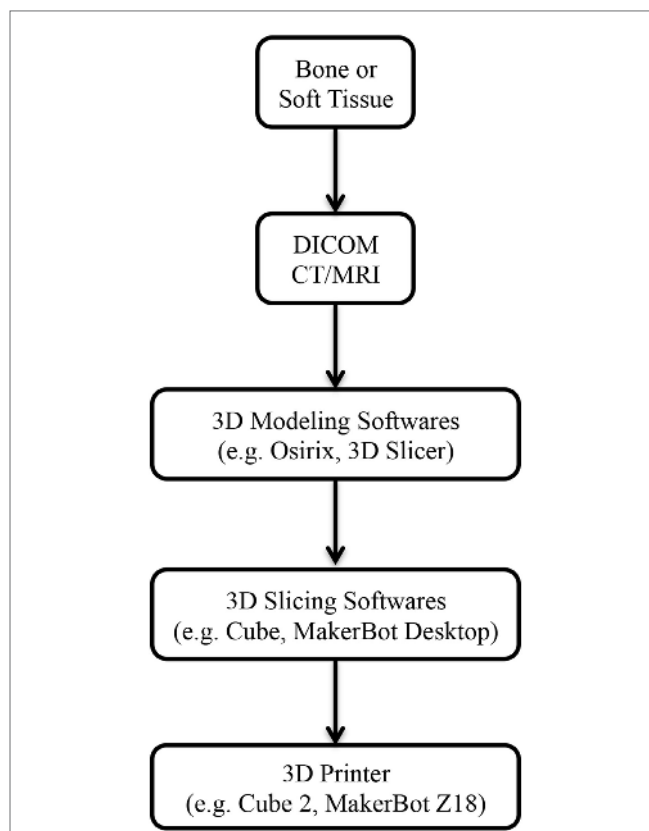 Bone or
Soft Tissue
DICOM
CT/MRI
3D Modeling Softwares
(e.g. Osirix, 3D Slicer)
3D Slicing Softwares
(e.g. Cube, MakerBot Desktop)
3D Printer
(e.g. Cube 2, MakerBot Z18)